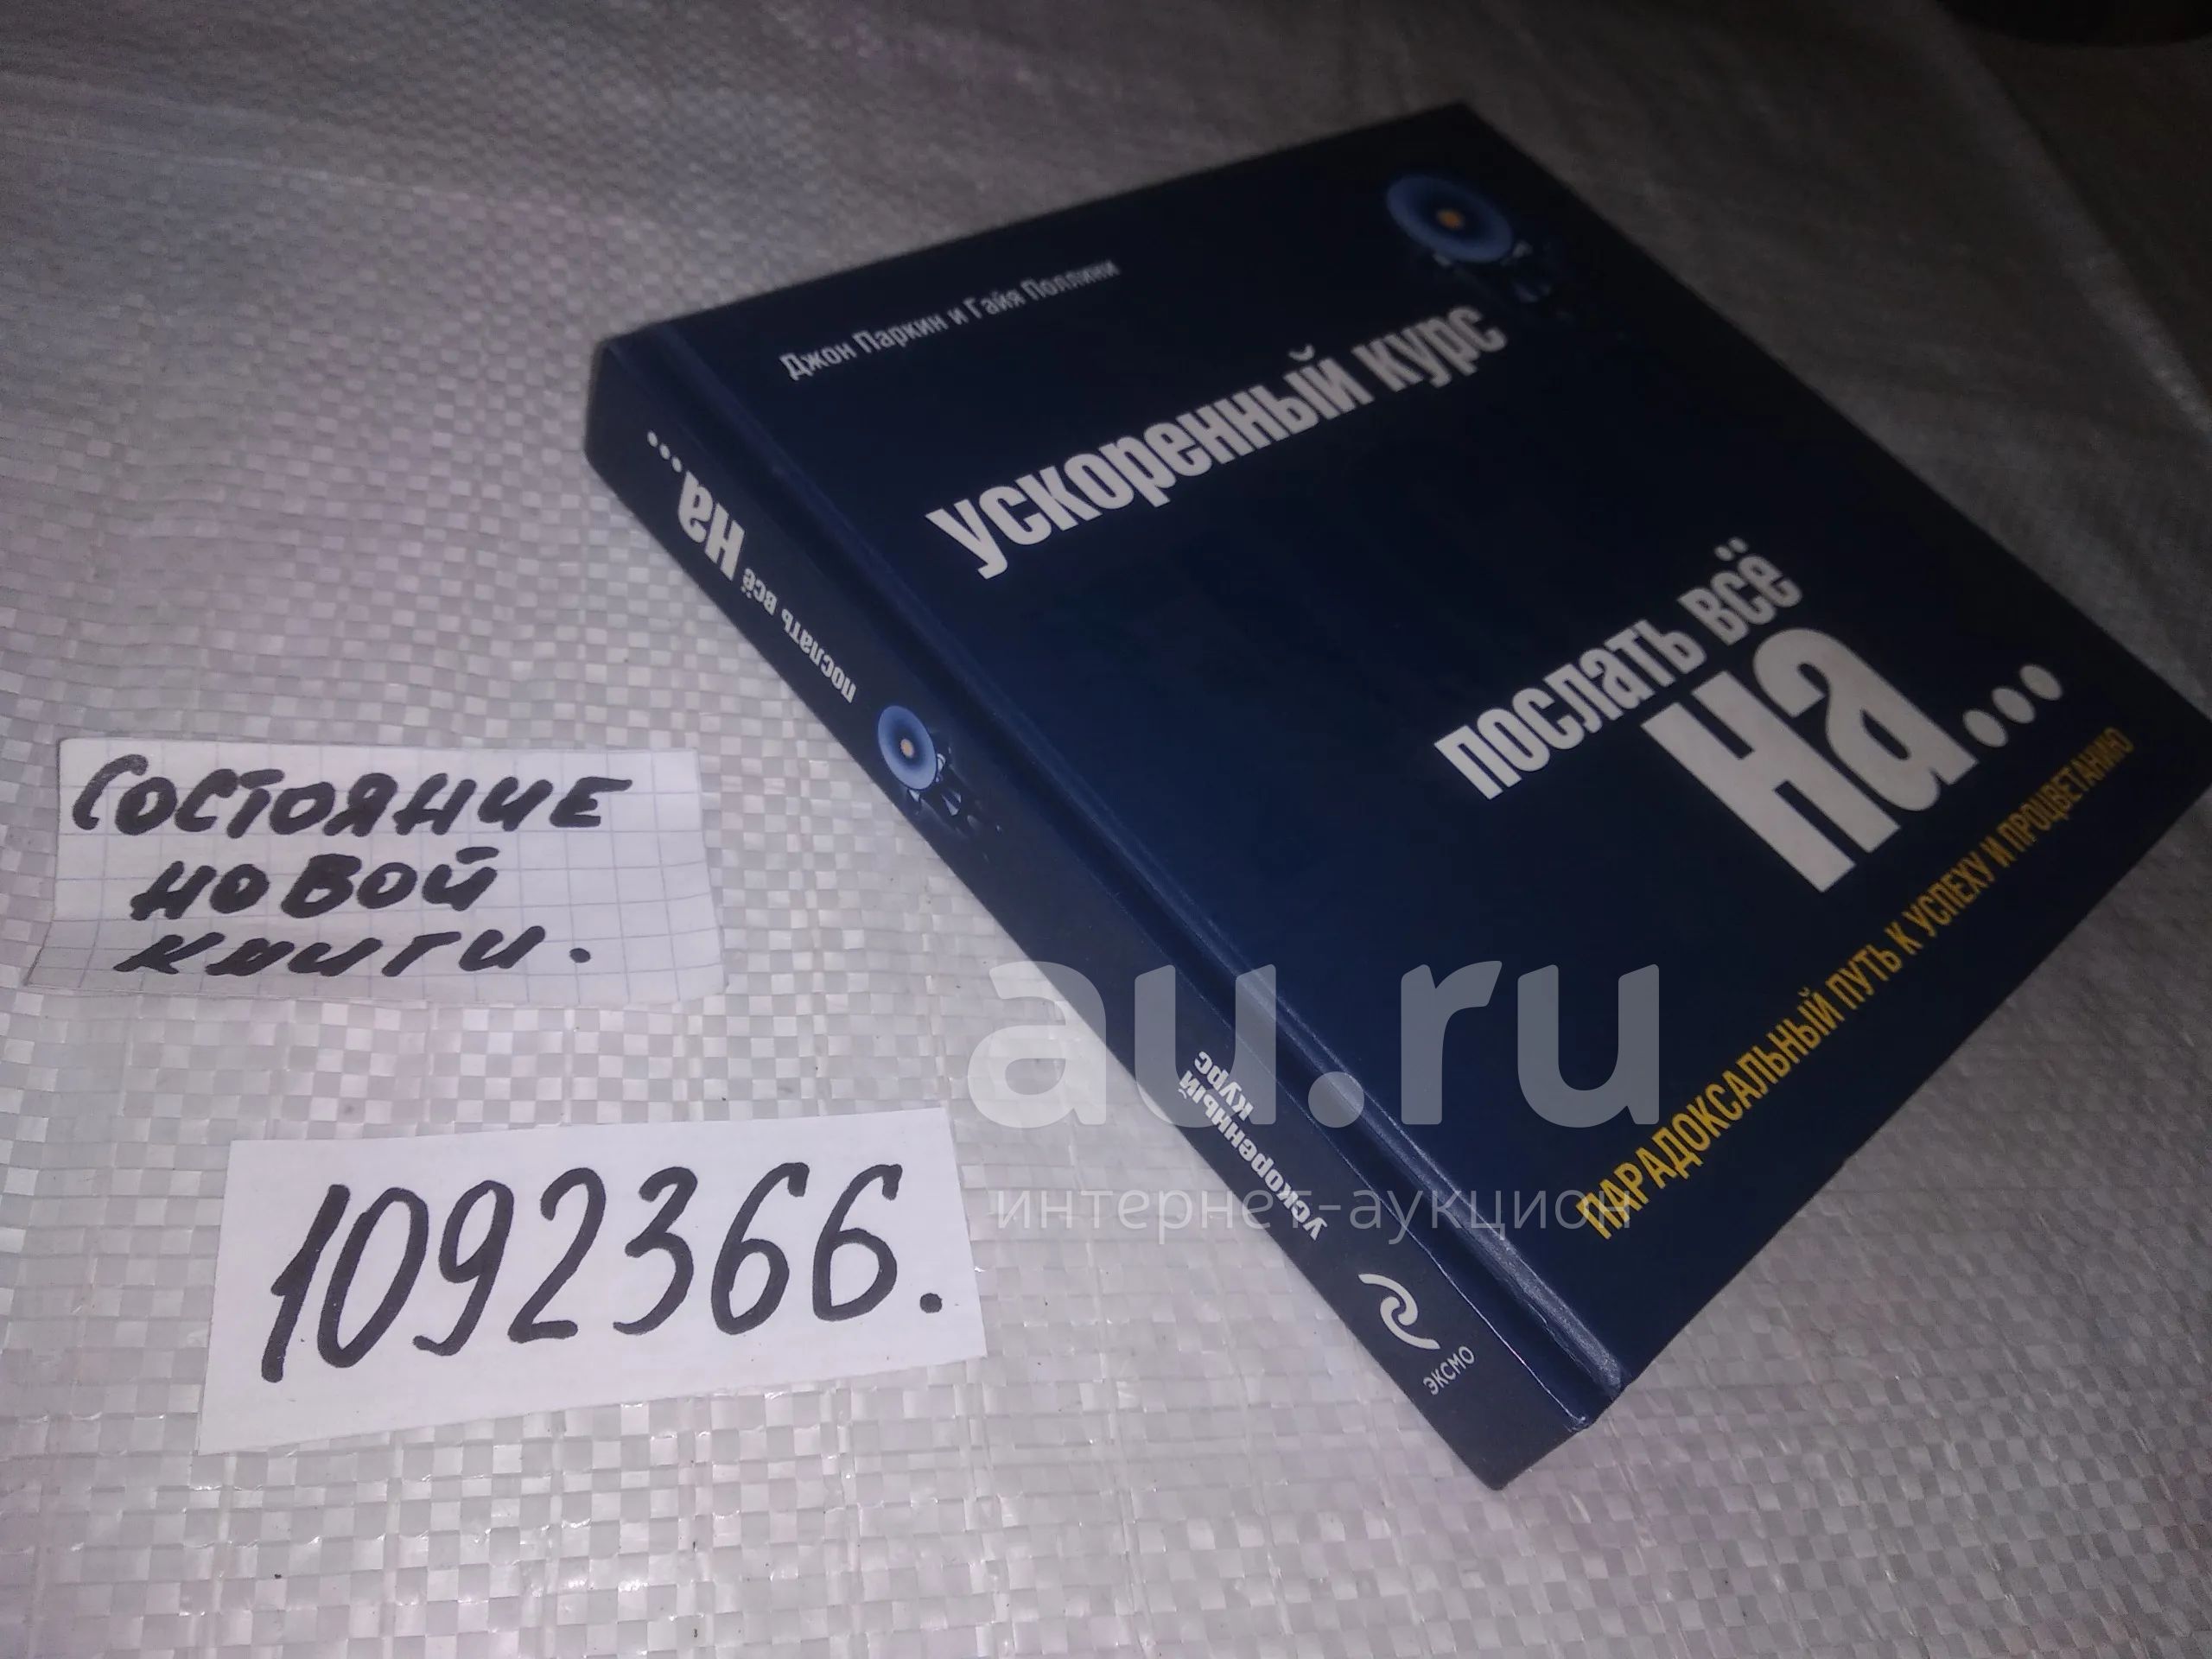 Джон Паркин и Гайя Поллини
ускоренный курс
послать всё
на...
ПАРАДОКСАЛЬНЫЙ ПУТЬ К УСПЕХУ И ПРОЦВЕТАНИЮ
послать всё на...
ускоренный
курс
ЭКСМО
СОСТОЯНИЕ
НОВОЙ
КНИГИ.
1092366.
au.ru
интернет-аукцион